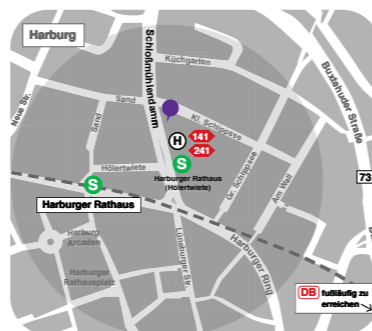 Harburg
Neue Str.
Schloßmühlendamm
Küchgarten
Buxtehuder Straße
Sand
Sand
Kl. Schippsee
H
141
241
S
Harburger Rathaus
(Hölertwiete)
Hölertwiete
S
Harburger Rathaus
Gr. Schippsee
Am Wall
73
Harburg
Arcaden
Harburger
Rathausplatz
Lüneburger Str.
Harburger Ring
DB fußläufig zu
erreichen